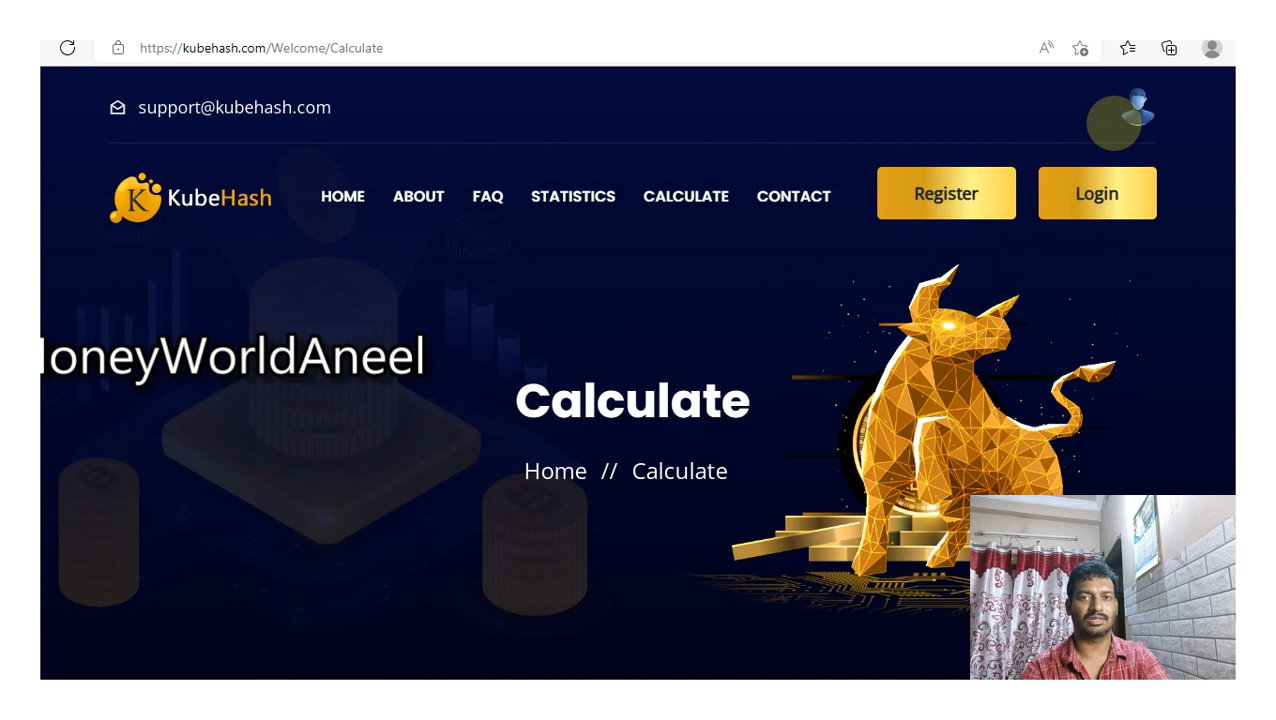 https://kubehash.com/Welcome/Calculate
support@kubehash.com
K KubeHash HOME ABOUT FAQ STATISTICS CALCULATE CONTACT Register Login
oneyWorldAneel
Calculate
Home // Calculate